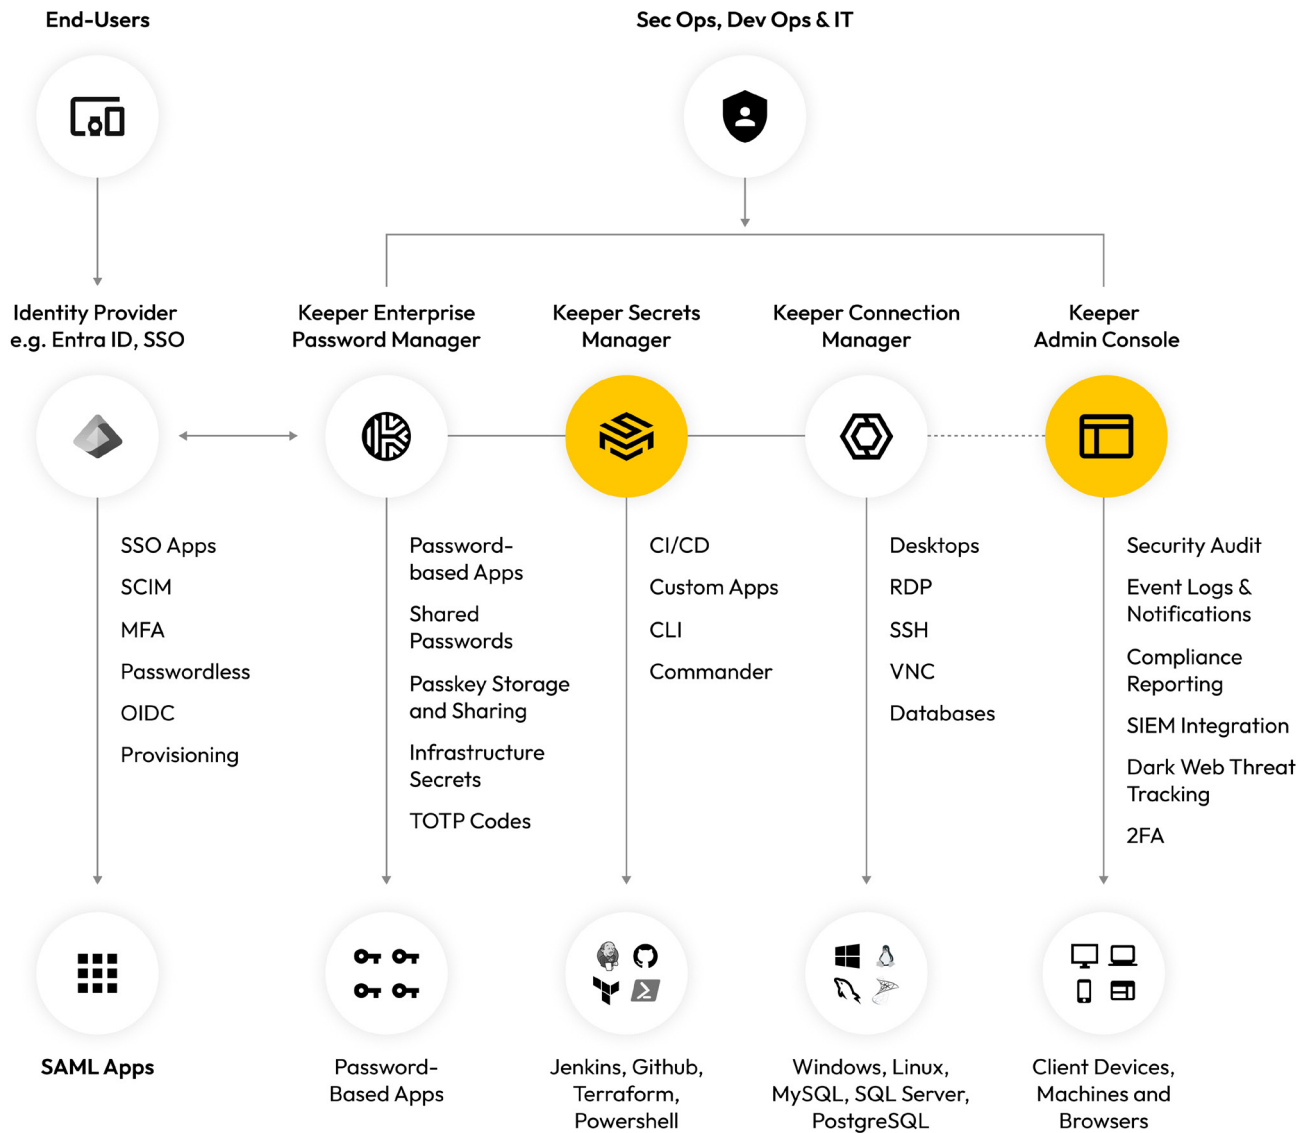 End-Users
Sec Ops, Dev Ops & IT
Identity Provider
e.g. Entra ID, SSO
Keeper Enterprise
Password Manager
Keeper Secrets
Manager
Keeper Connection
Manager
Keeper
Admin Console
SSO Apps
SCIM
MFA
Passwordless
OIDC
Provisioning
Password-
based Apps
Shared
Passwords
Passkey Storage
and Sharing
Infrastructure
Secrets
TOTP Codes
CI/CD
Custom Apps
CLI
Commander
Desktops
RDP
SSH
VNC
Databases
Security Audit
Event Logs &
Notifications
Compliance
Reporting
SIEM Integration
Dark Web Threat
Tracking
2FA
SAML Apps
Password-
Based Apps
Jenkins, Github,
Terraform,
Powershell
Windows, Linux,
MySQL, SQL Server,
PostgreSQL
Client Devices,
Machines and
Browsers